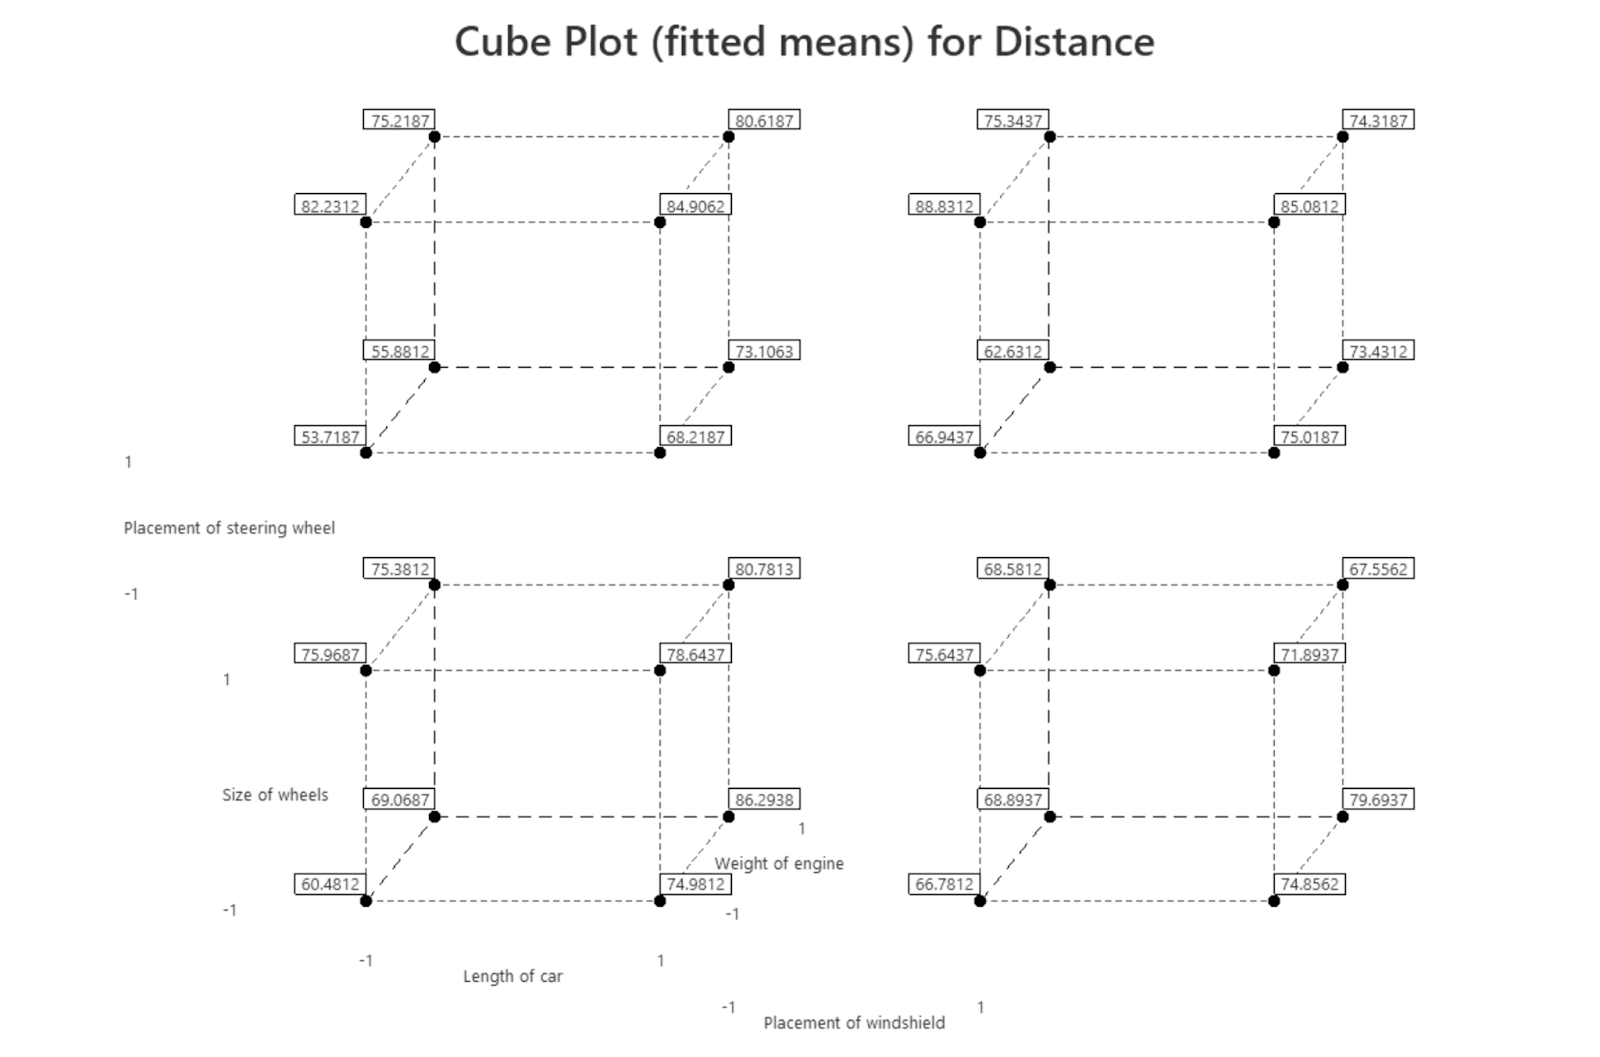 Cube Plot (fitted means) for Distance
75.2187 80.6187 75.3437 74.3187
82.2312 84.9062 88.8312 85.0812
55.8812 73.1063 62.6312 73.4312
53.7187 68.2187 66.9437 75.0187
1
Placement of steering wheel
75.3812 80.7813 68.5812 67.5562
-1
75.9687 78.6437 75.6437 71.8937
1
Size of wheels 69.0687 86.2938 68.8937 79.6937
1
Weight of engine
60.4812 74.9812 66.7812 74.8562
-1 -1
-1 1
Length of car
-1 1
Placement of windshield